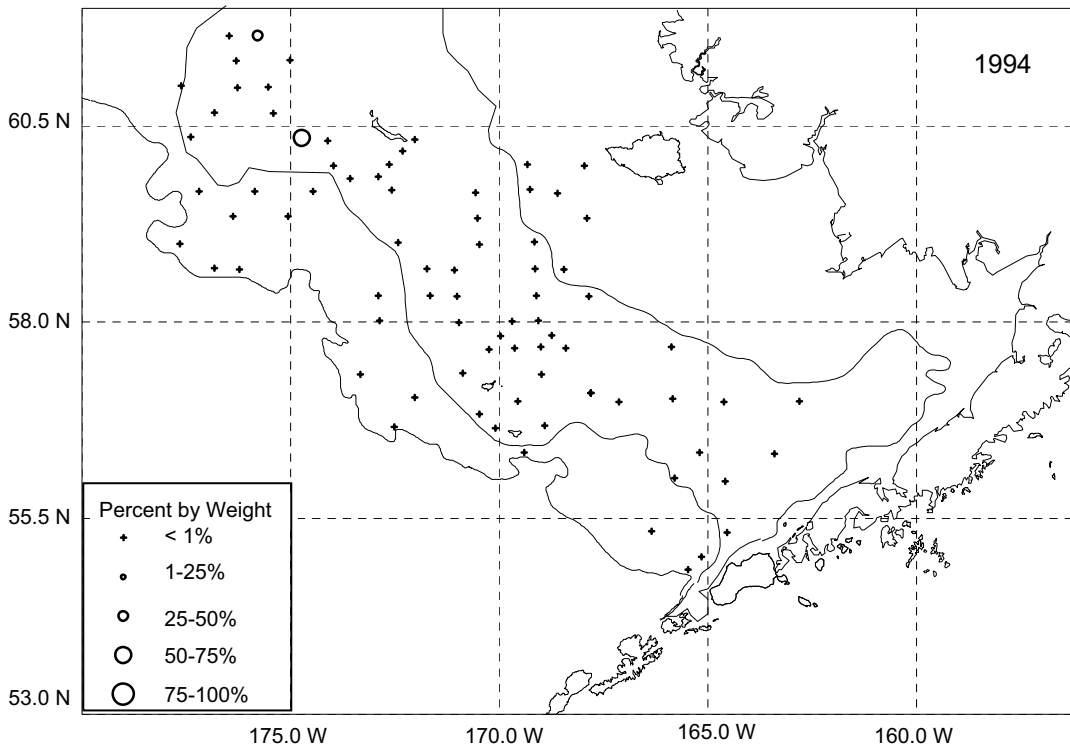 1994
60.5 N
58.0 N
55.5 N
53.0 N
Percent by Weight
< 1%
1-25%
25-50%
50-75%
75-100%
175.0 W
170.0 W
165.0 W
160.0 W